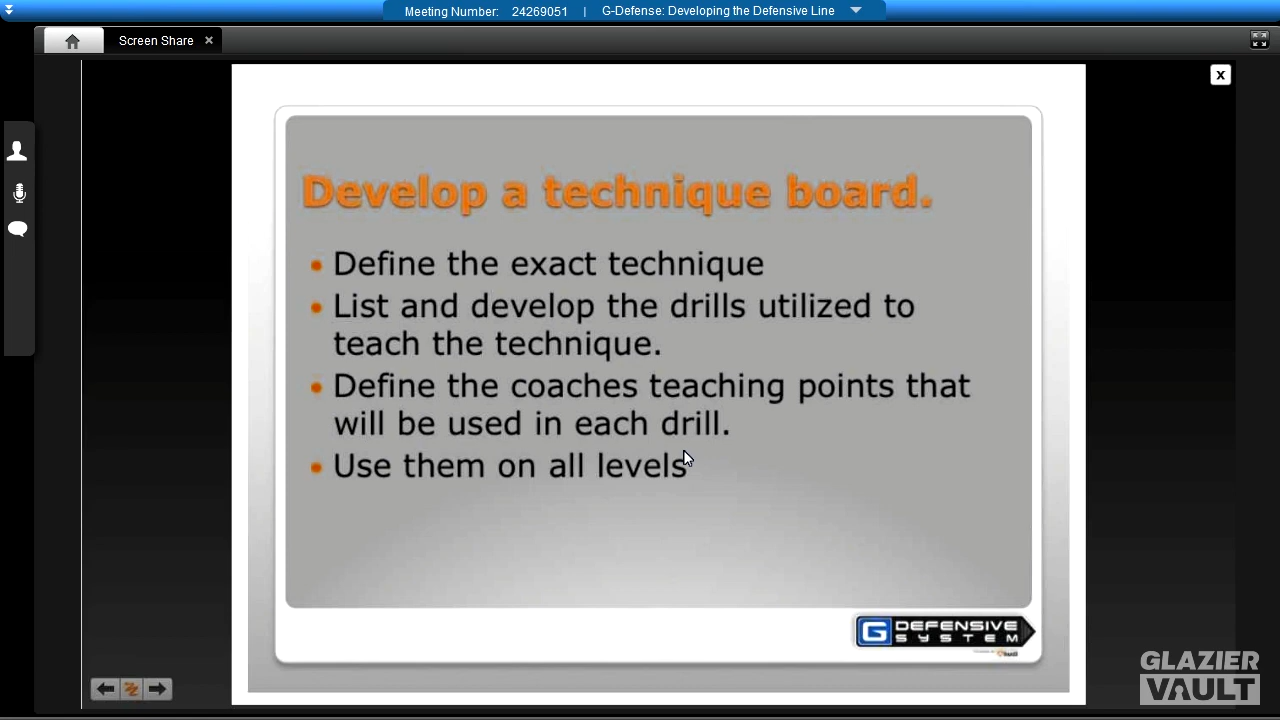 Meeting Number: 24269051 | G-Defense: Developing the Defensive Line
Screen Share
x
Develop a technique board.
• Define the exact technique
• List and develop the drills utilized to
teach the technique.
• Define the coaches teaching points that
will be used in each drill.
• Use them on all levels
G DEFENSIVE
SYSTEM
GLAZIER
VAULT